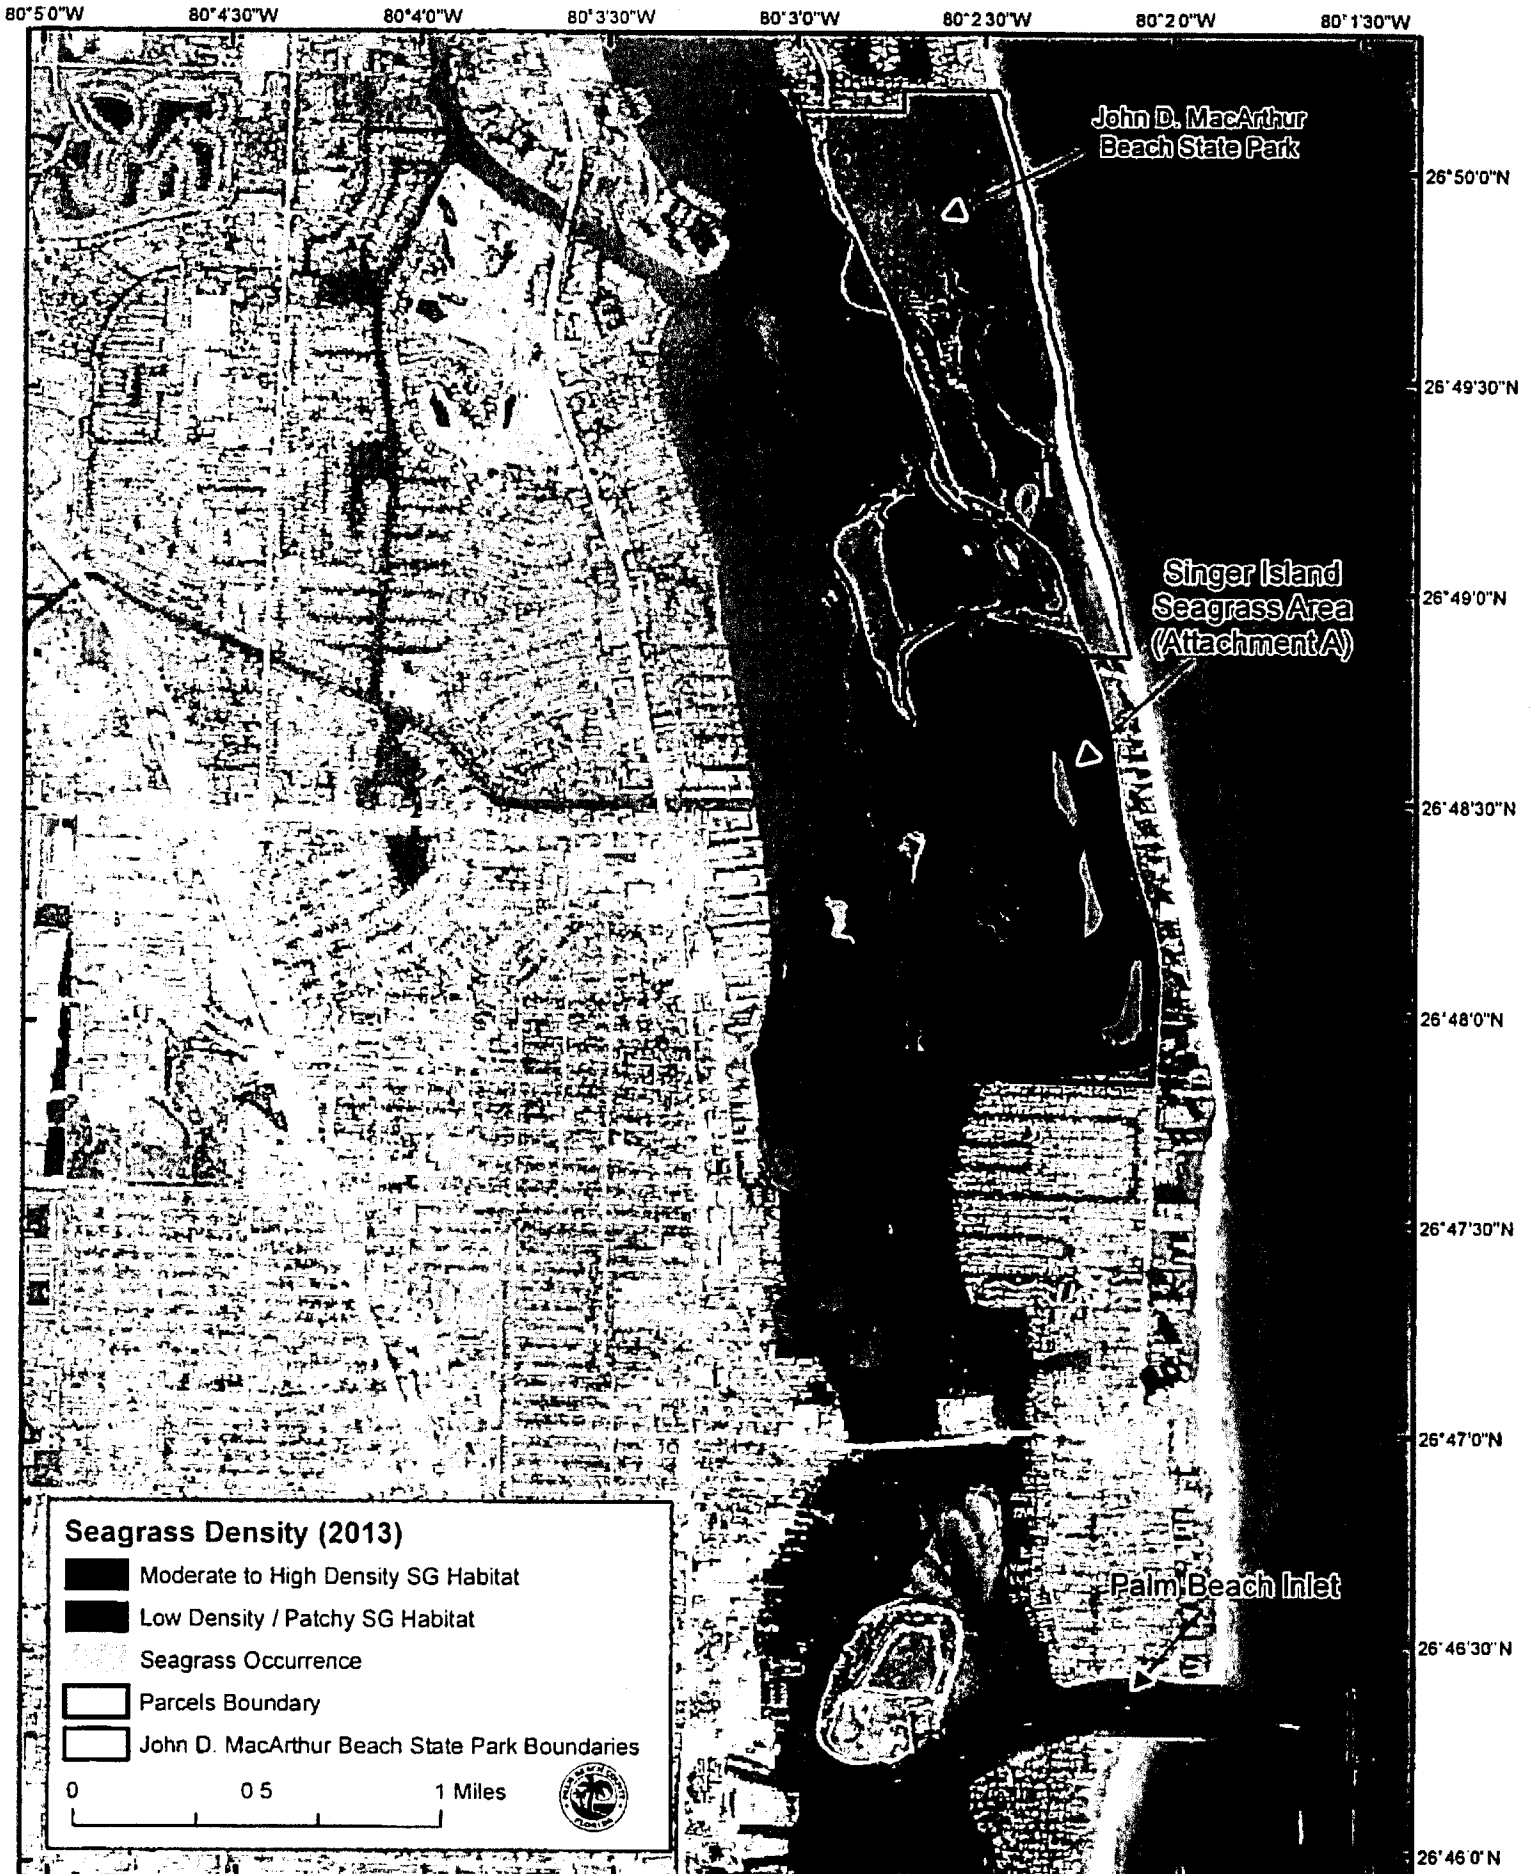 80°5'0"W 80°4'30"W 80°4'0"W 80°3'30"W 80°3'0"W 80°2'30"W 80°2'0"W 80°1'30"W
John D. MacArthur
Beach State Park
26°50'0"N
26°49'30"N
Singer Island
Seagrass Area
(Attachment A)
26°49'0"N
26°48'30"N
26°48'0"N
26°47'30"N
26°47'0"N
Palm Beach Inlet
26°46'30"N
26°46'0"N
Seagrass Density (2013)
Moderate to High Density SG Habitat
Low Density / Patchy SG Habitat
Seagrass Occurrence
Parcels Boundary
John D. MacArthur Beach State Park Boundaries
0 0 5 1 Miles
PALM BEACH COUNTY
FLORIDA